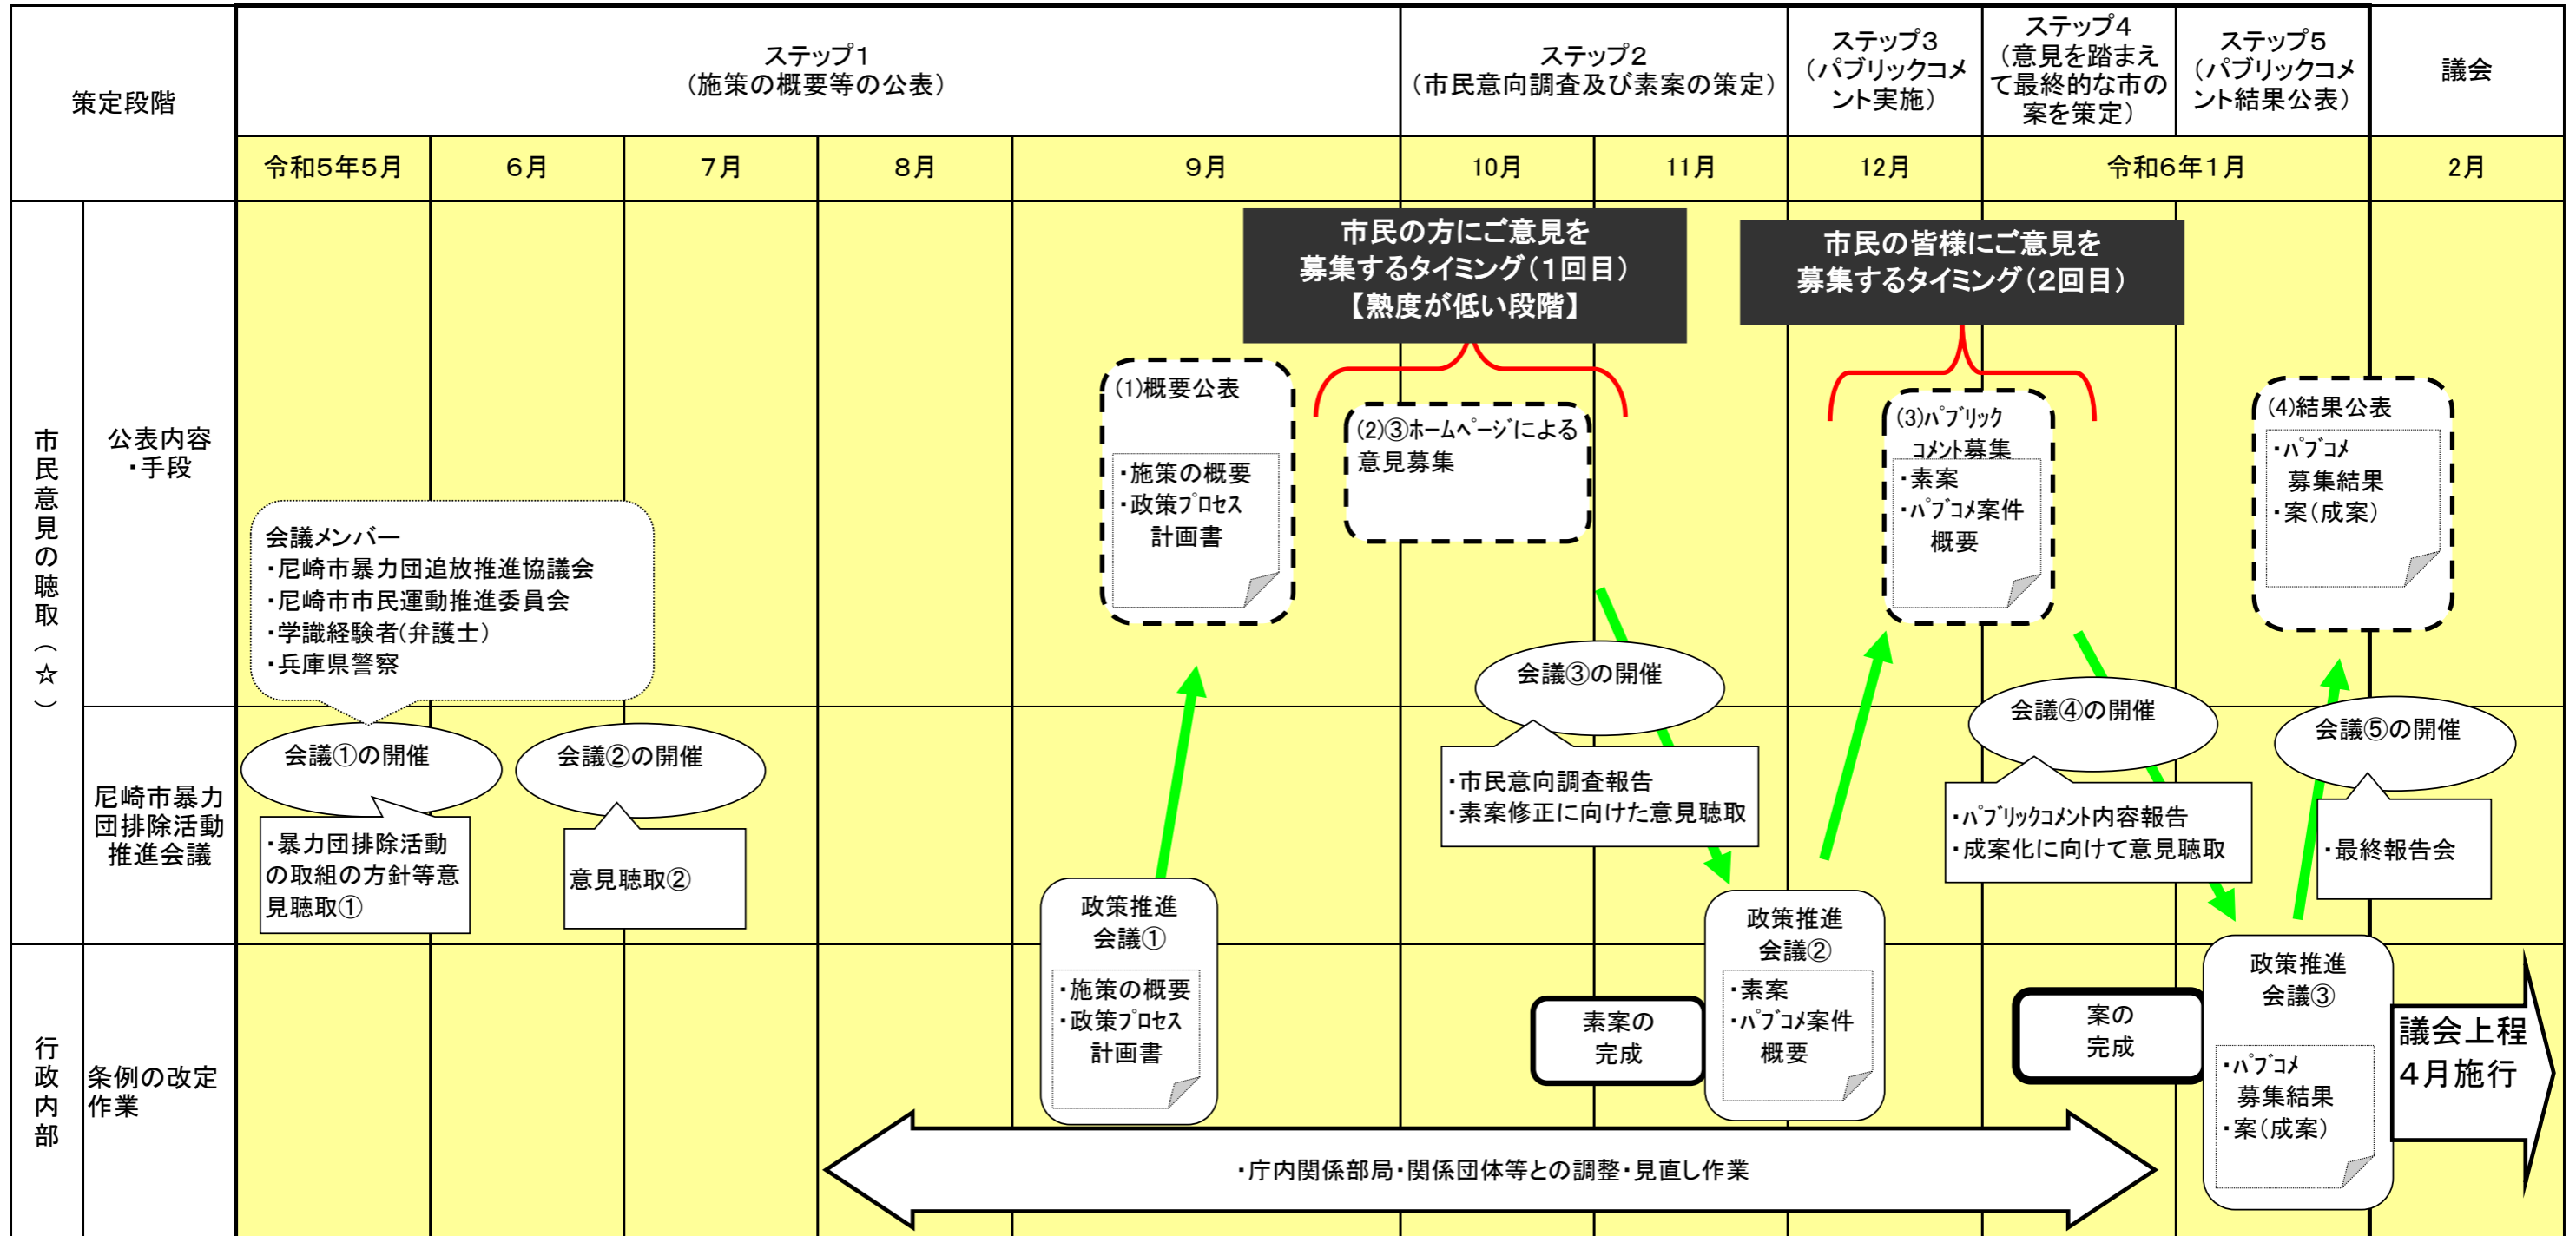 策定段階
ステップ１
（施策の概要等の公表）
ステップ２
（市民意向調査及び素案の策定）
ステップ３
（パブリックコメ
ント実施）
ステップ４
（意見を踏まえ
て最終的な市の
案を策定）
ステップ５
（パブリックコメ
ント結果公表）
議会
令和５年５月
６月
７月
８月
９月
10月
11月
12月
令和６年１月
2月
市民意見の聴取（☆）
公表内容
・手段
市民の方にご意見を
募集するタイミング（１回目）
【熟度が低い段階】
市民の皆様にご意見を
募集するタイミング（２回目）
(1)概要公表
・施策の概要
・政策ﾌﾟﾛｾｽ
計画書
(2)③ﾎｰﾑﾍﾟｰｼﾞによる
意見募集
(3)ﾊﾟﾌﾞﾘｯｸ
ｺﾒﾝﾄ募集
・素案
・ﾊﾟﾌﾞｺﾒ案件
概要
(4)結果公表
・ﾊﾟﾌﾞｺﾒ
募集結果
・案（成案）
会議メンバー
・尼崎市暴力団追放推進協議会
・尼崎市市民運動推進委員会
・学識経験者(弁護士）
・兵庫県警察
尼崎市暴力
団排除活動
推進会議
会議①の開催
・暴力団排除活動
の取組の方針等意
見聴取①
会議②の開催
意見聴取②
会議③の開催
・市民意向調査報告
・素案修正に向けた意見聴取
会議④の開催
・ﾊﾟﾌﾞﾘｯｸｺﾒﾝﾄ内容報告
・成案化に向けて意見聴取
会議⑤の開催
・最終報告会
行政内部
条例の改定
作業
政策推進
会議①
・施策の概要
・政策ﾌﾟﾛｾｽ
計画書
素案の
完成
政策推進
会議②
・素案
・ﾊﾟﾌﾞｺﾒ案件
概要
案の
完成
政策推進
会議③
・ﾊﾟﾌﾞｺﾒ
募集結果
・案（成案）
議会上程
４月施行
・庁内関係部局・関係団体等との調整・見直し作業